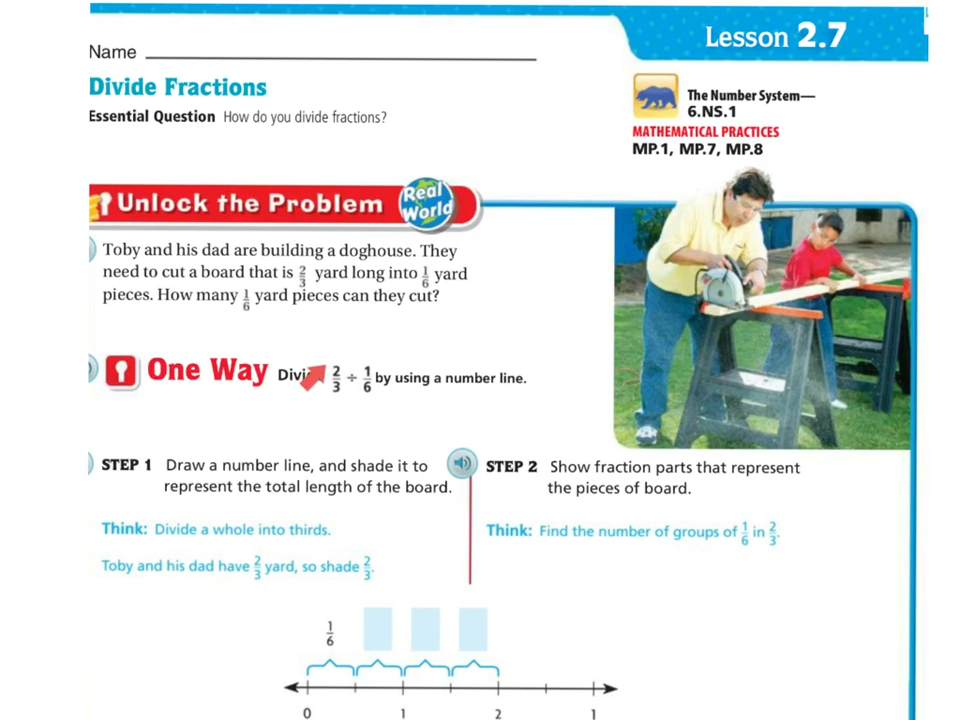 Lesson 2.7
Name
Divide Fractions
Essential Question How do you divide fractions?
The Number System—
6.NS.1
MATHEMATICAL PRACTICES
MP.1, MP.7, MP.8
Unlock the Problem
Real
World
Toby and his dad are building a doghouse. They
need to cut a board that is 2/3 yard long into 1/6 yard
pieces. How many 1/6 yard pieces can they cut?
One Way Divi 2/3 ÷ 1/6 by using a number line.
STEP 1 Draw a number line, and shade it to
represent the total length of the board.
Think: Divide a whole into thirds.
Toby and his dad have 2/3 yard, so shade 2/3.
STEP 2 Show fraction parts that represent
the pieces of board.
Think: Find the number of groups of 1/6 in 2/3.
1/6
0 1 2 1